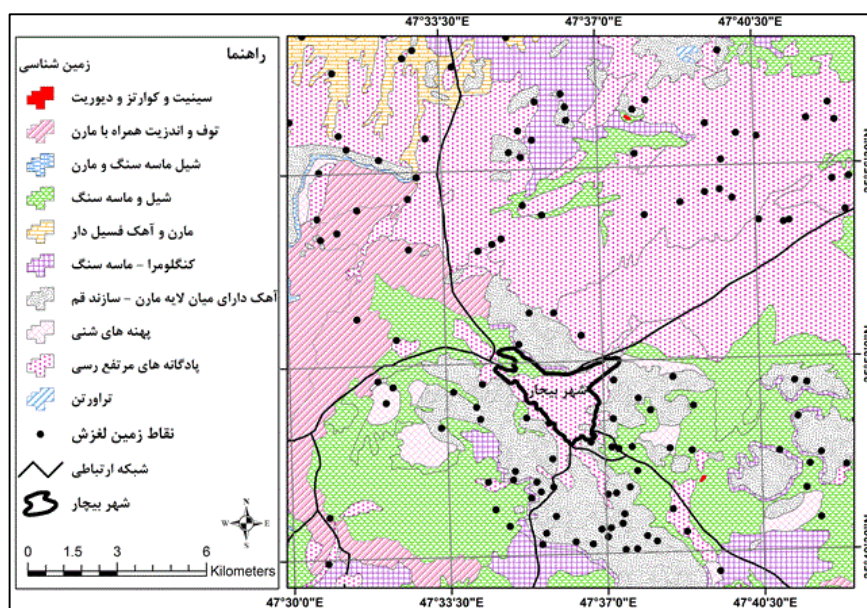 47°33'30"E 47°37'0"E 47°40'30"E
راهنما
زمین شناسی
سینیت و کوارتز و دیوریت
توف و اندزیت همراه با مارن
شیل ماسه سنگ و مارن
شیل و ماسه سنگ
مارن و آهک فسیل دار
کنگلومرا - ماسه سنگ
آهک دارای میان لایه مارن - سازند قم
پهنه های شنی
پادگانه های مرتفع رسی
تراورتن
نقاط زمین لغزش
شبکه ارتباطی
شهر بیجار
N
W E
S
0 1.5 3 6
Kilometers
شهر بیجار
47°30'0"E 47°33'30"E 47°37'0"E 47°40'30"E